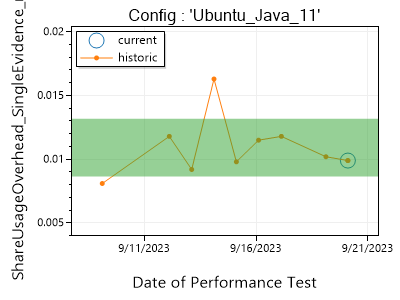 Config : 'Ubuntu_Java_11'
current
historic
ShareUsageOverhead_SingleEvidence_
0.02
0.015
0.01
0.005
9/11/2023
9/16/2023
9/21/2023
Date of Performance Test